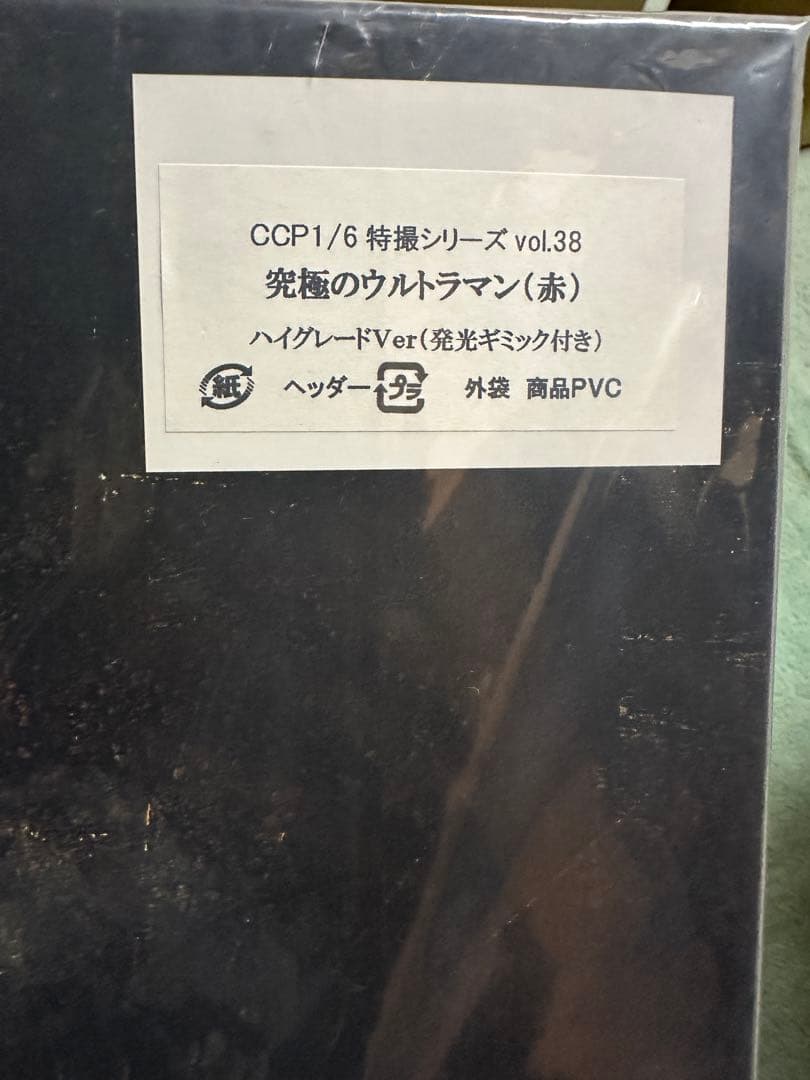 CCP1/6 特撮シリーズ vol.38
究極のウルトラマン(赤)
ハイグレードVer(発光ギミック付き)
紙 ヘッダー プラ 外袋 商品PVC